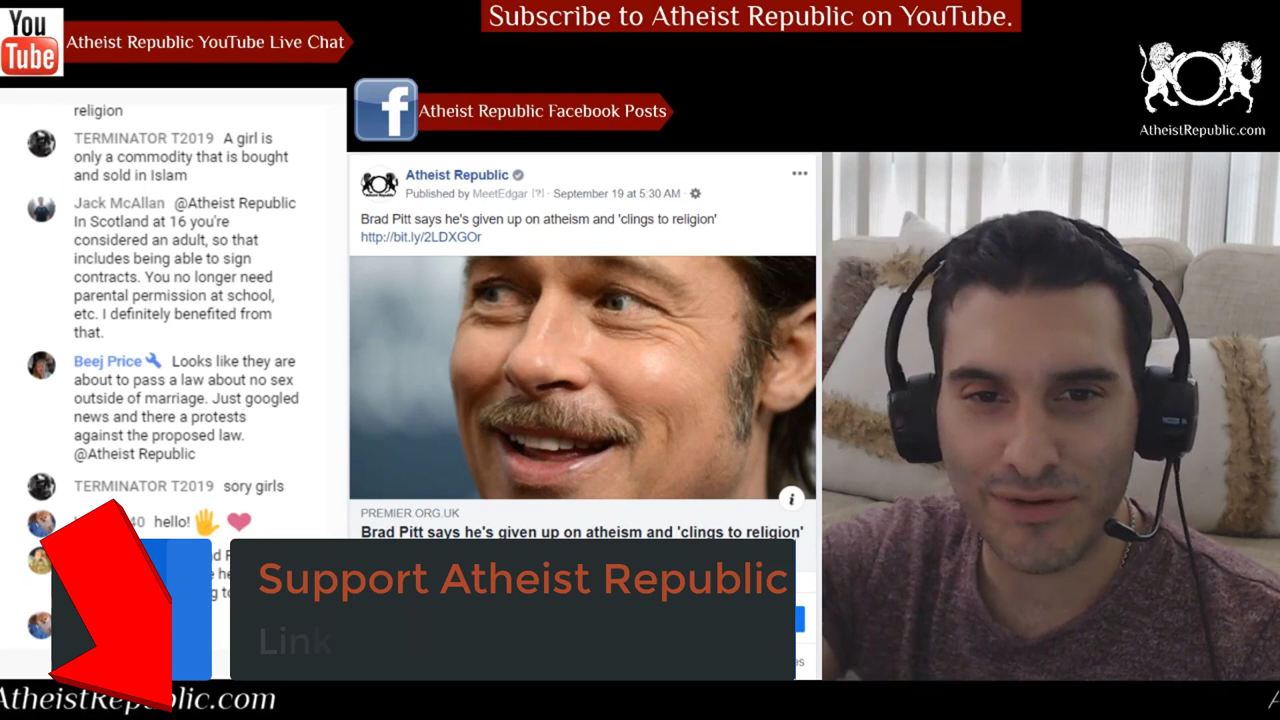 Subscribe to Atheist Republic on YouTube.
You
Tube
Atheist Republic YouTube Live Chat
AtheistRepublic.com
religion
TERMINATOR T2019 A girl is
only a commodity that is bought
and sold in Islam
Jack McAllan @Atheist Republic
In Scotland at 16 you're
considered an adult, so that
includes being able to sign
contracts. You no longer need
parental permission at school,
etc. I definitely benefited from
that.
Beej Price Looks like they are
about to pass a law about no sex
outside of marriage. Just googled
news and there a protests
against the proposed law.
@Atheist Republic
TERMINATOR T2019 sory girls
hello!
f
Atheist Republic Facebook Posts
Atheist Republic
Published by MeetEdgar [?] · September 19 at 5:30 AM ·
Brad Pitt says he's given up on atheism and 'clings to religion'
http://bit.ly/2LDXGOr
PREMIER.ORG.UK
Brad Pitt says he's given up on atheism and 'clings to religion'
Support Atheist Republic
Link
AtheistRepublic.com